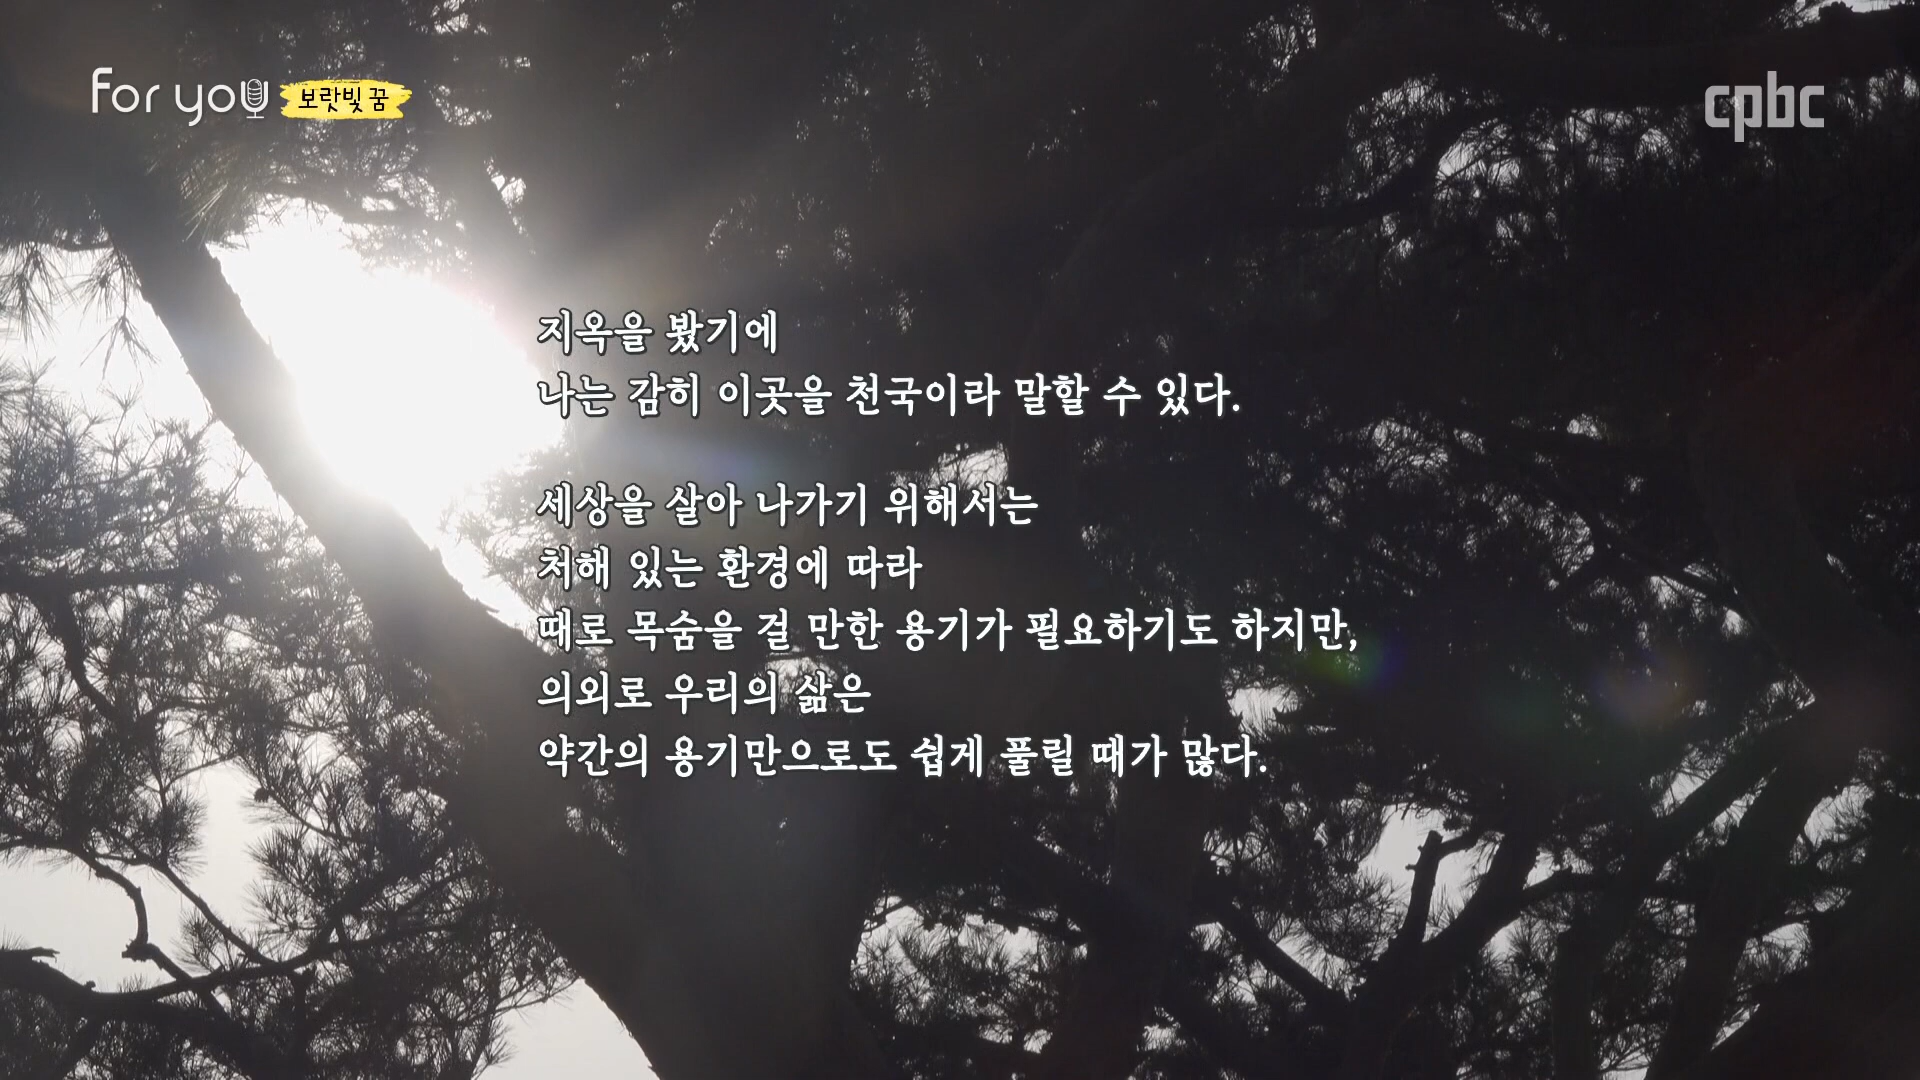 For you 보랏빛 꿈
cpbc
지옥을 봤기에
나는 감히 이곳을 천국이라 말할 수 있다.
세상을 살아 나가기 위해서는
처해 있는 환경에 따라
때로 목숨을 걸 만한 용기가 필요하기도 하지만,
의외로 우리의 삶은
약간의 용기만으로도 쉽게 풀릴 때가 많다.